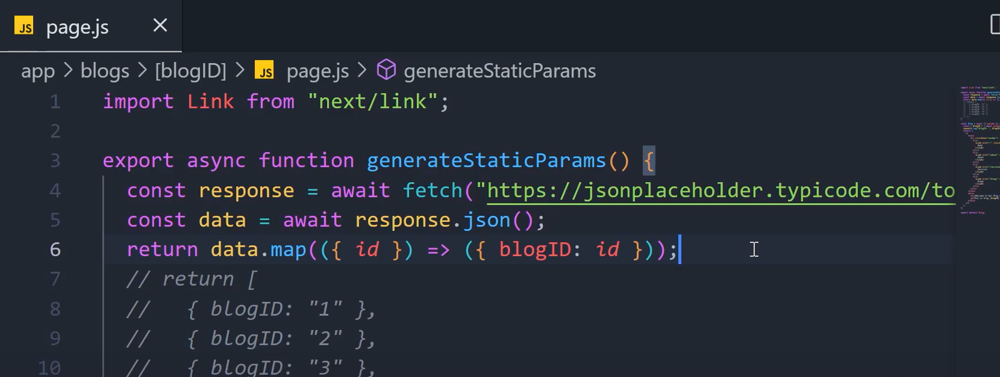 JS page.js
app > blogs > [blogID] > JS page.js > generateStaticParams
1 import Link from "next/link";
2
3 export async function generateStaticParams() {
4 const response = await fetch("https://jsonplaceholder.typicode.com/to
5 const data = await response.json();
6 return data.map(({ id }) => ({ blogID: id }));
7 // return [
8 // { blogID: "1" },
9 // { blogID: "2" },
10 // { blogID: "3" },